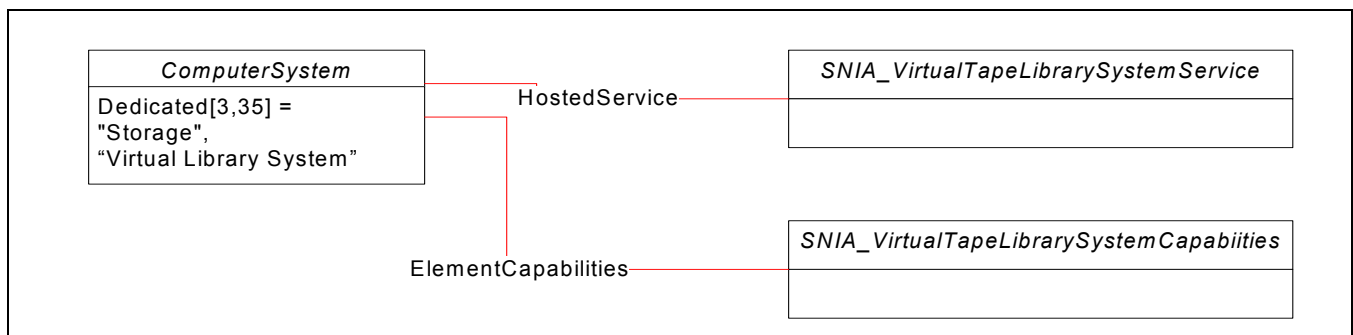 ComputerSystem
Dedicated[3,35] =
"Storage",
“Virtual Library System”
HostedService
SNIA_VirtualTapeLibrarySystemService
ElementCapabilities
SNIA_VirtualTapeLibrarySystemCapabiities